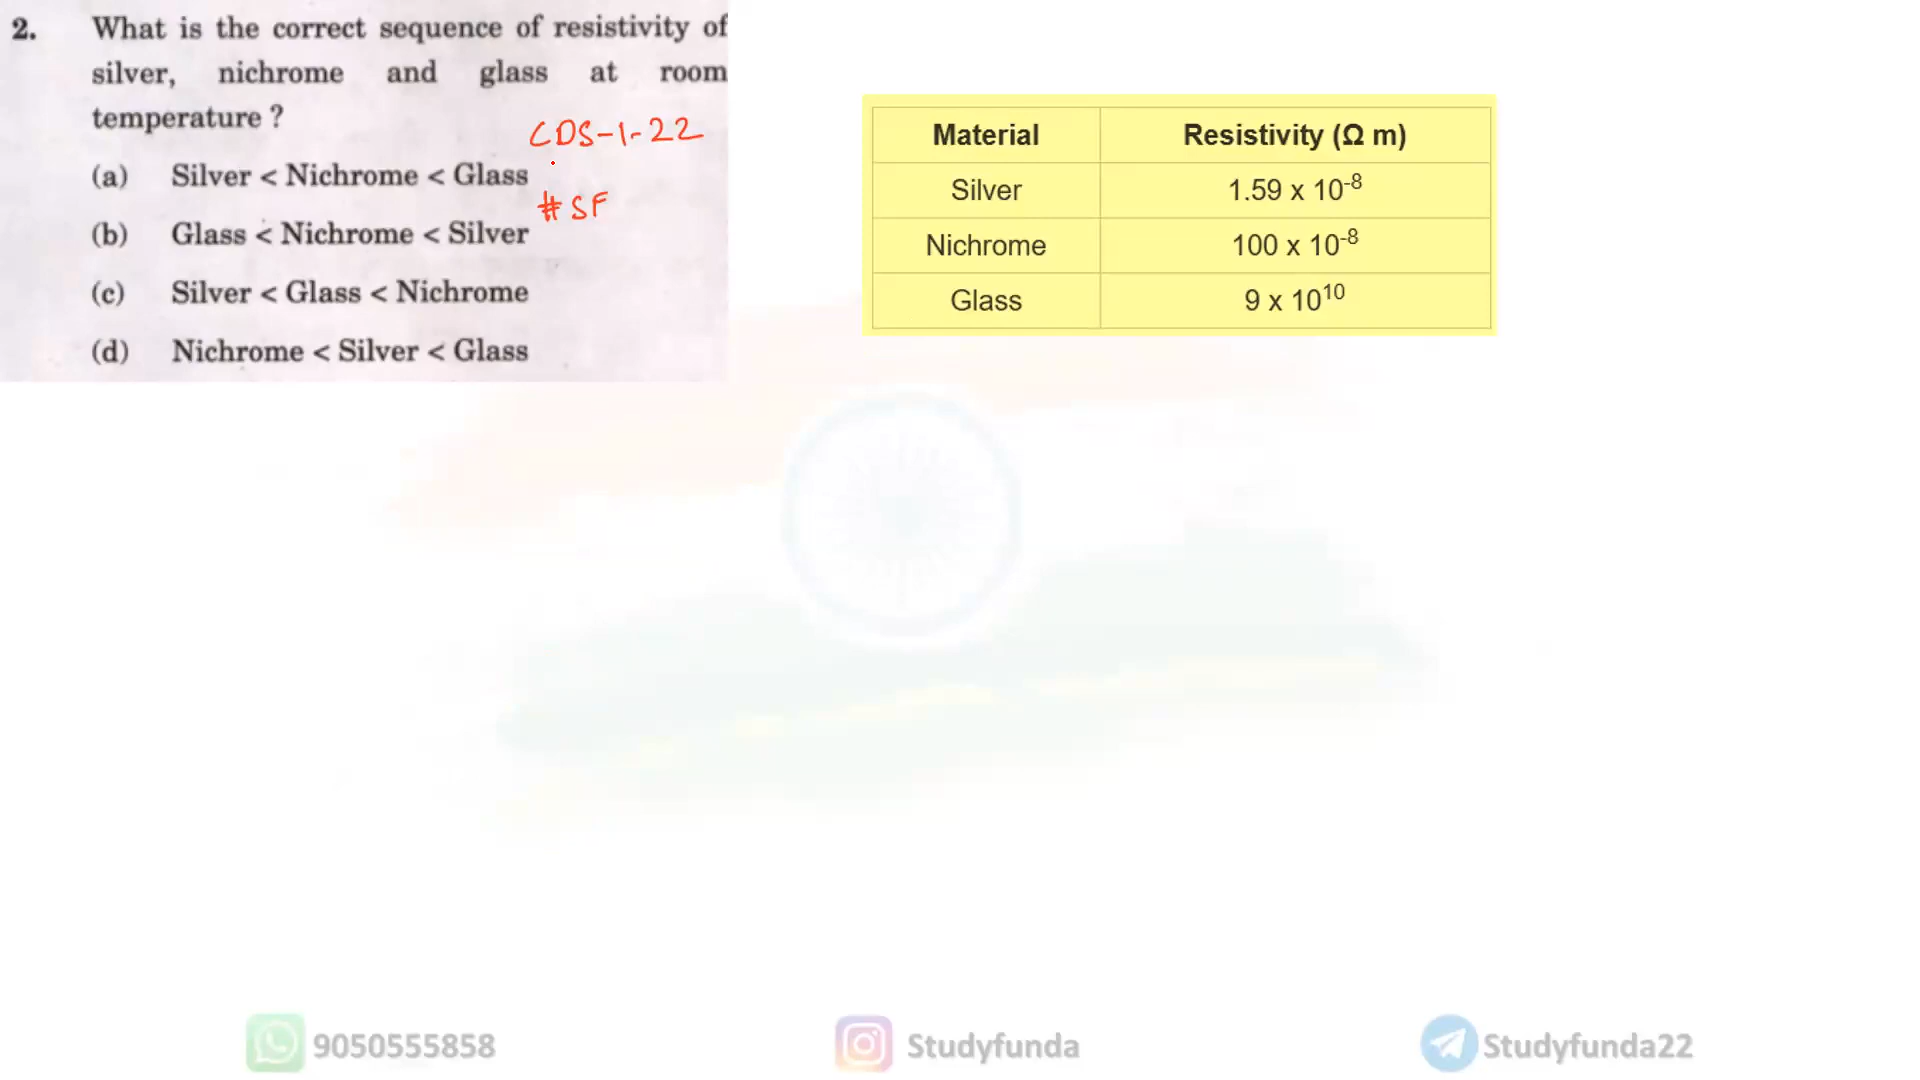 2. What is the correct sequence of resistivity of
silver, nichrome and glass at room
temperature ?
CDS-1-22
(a) Silver < Nichrome < Glass
#SF
(b) Glass < Nichrome < Silver
(c) Silver < Glass < Nichrome
(d) Nichrome < Silver < Glass
Material Resistivity (Ω m)
Silver 1.59 x 10⁻⁸
Nichrome 100 x 10⁻⁸
Glass 9 x 10¹⁰
9050555858
Studyfunda
Studyfunda22